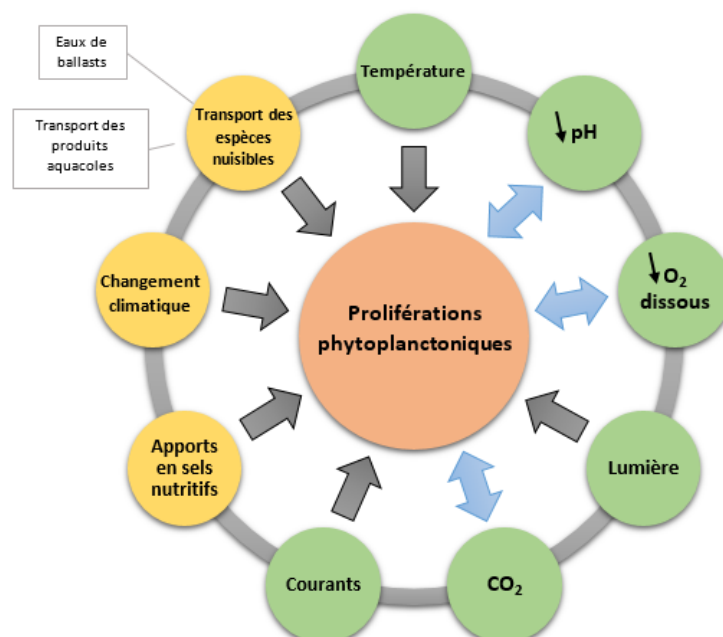 Eaux de
ballasts
Transport des
produits
aquacoles
Transport des
espèces
nuisibles
Température
↓ pH
↓ O₂
dissous
Changement
climatique
Proliférations
phytoplanctoniques
Apports
en sels
nutritifs
Lumière
Courants
CO₂